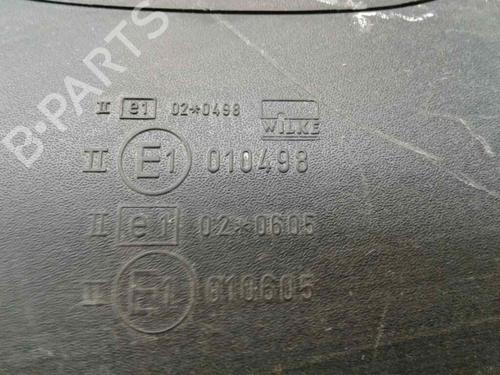 B-PARTS
II e1 02*0498 WILKE
II E1 010498
II e1 02*0605
II E1 010605